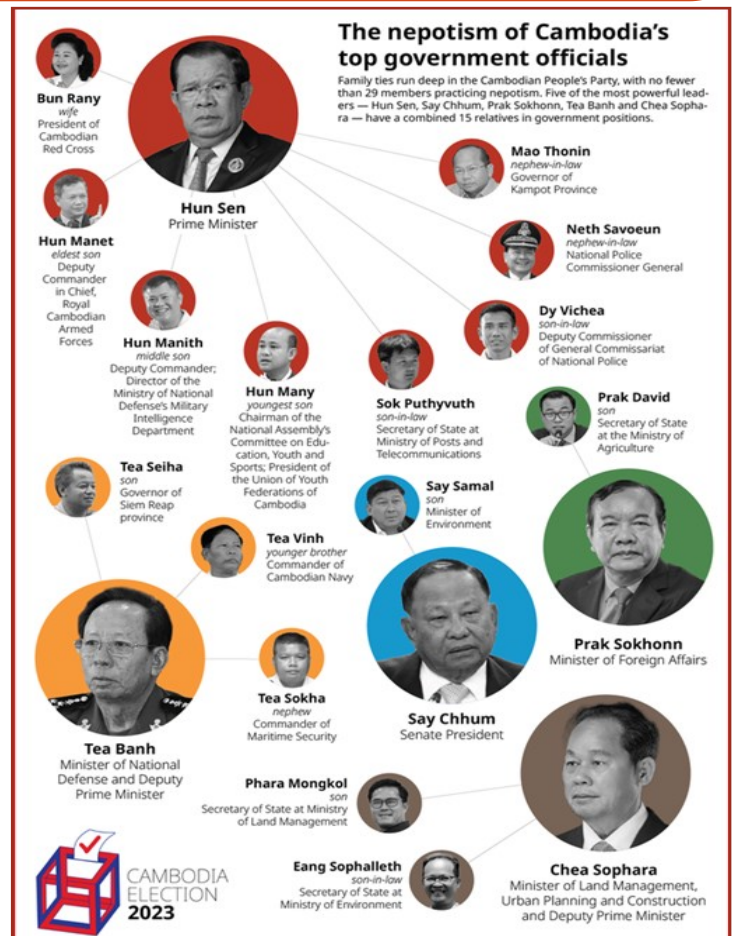 The nepotism of Cambodia's
top government officials
Family ties run deep in the Cambodian People's Party, with no fewer
than 29 members practicing nepotism. Five of the most powerful lead-
ers — Hun Sen, Say Chhum, Prak Sokhonn, Tea Banh and Chea Sopha-
ra — have a combined 15 relatives in government positions.
Bun Rany
wife
President of
Cambodian
Red Cross
Hun Sen
Prime Minister
Mao Thonin
nephew-in-law
Governor of
Kampot Province
Hun Manet
eldest son
Deputy
Commander
in Chief,
Royal
Cambodian
Armed
Forces
Neth Savoeun
nephew-in-law
National Police
Commissioner General
Hun Manith
middle son
Deputy Commander;
Director of the
Ministry of National
Defense's Military
Intelligence
Department
Hun Many
youngest son
Chairman of the
National Assembly's
Committee on Edu-
cation, Youth and
Sports; President of
the Union of Youth
Federations of
Cambodia
Sok Puthyvuth
son-in-law
Secretary of State at
Ministry of Posts and
Telecommunications
Dy Vichea
son-in-law
Deputy Commissioner
of General Commissariat
of National Police
Prak David
son
Secretary of State
at the Ministry of
Agriculture
Tea Seiha
son
Governor of
Siem Reap
province
Say Samal
son
Minister of
Environment
Tea Vinh
younger brother
Commander of
Cambodian Navy
Prak Sokhonn
Minister of Foreign Affairs
Tea Sokha
nephew
Commander of
Maritime Security
Say Chhum
Senate President
Tea Banh
Minister of National
Defense and Deputy
Prime Minister
Phara Mongkol
son
Secretary of State at Ministry
of Land Management
Eang Sophalleth
son-in-law
Secretary of State at
Ministry of Environment
Chea Sophara
Minister of Land Management,
Urban Planning and Construction
and Deputy Prime Minister
CAMBODIA
ELECTION
2023